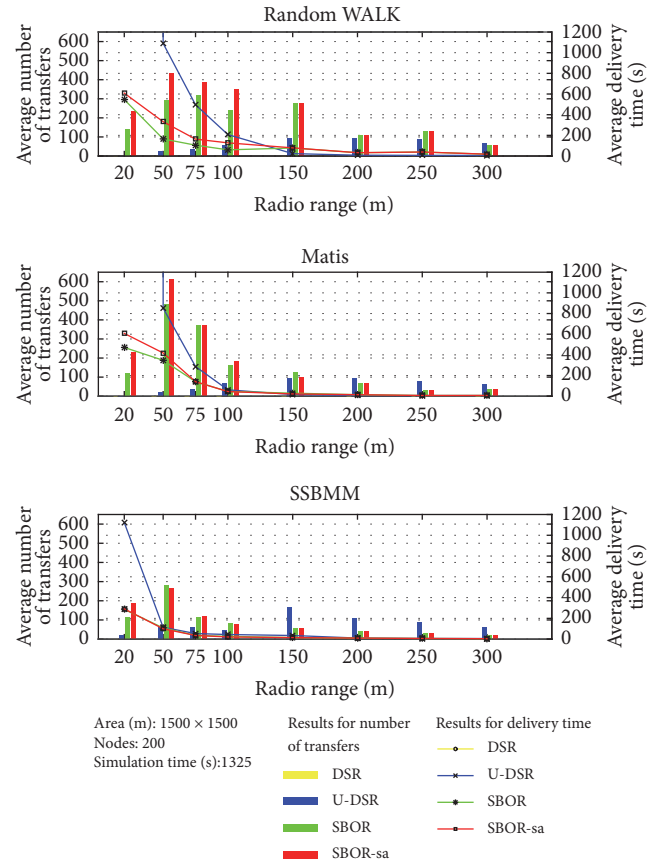 Random WALK
600
500
400
300
200
100
0
Average number
of transfers
1200
1000
800
600
400
200
0
Average delivery
time (s)
20 50 75 100 150 200 250 300
Radio range (m)
Matis
600
500
400
300
200
100
0
Average number
of transfers
1200
1000
800
600
400
200
0
Average delivery
time (s)
20 50 75 100 150 200 250 300
Radio range (m)
SSBMM
600
500
400
300
200
100
0
Average number
of transfers
1200
1000
800
600
400
200
0
Average delivery
time (s)
20 50 75 100 150 200 250 300
Radio range (m)
Area (m): 1500 × 1500
Nodes: 200
Simulation time (s):1325
Results for number
of transfers
DSR
U-DSR
SBOR
SBOR-sa
Results for delivery time
DSR
U-DSR
SBOR
SBOR-sa